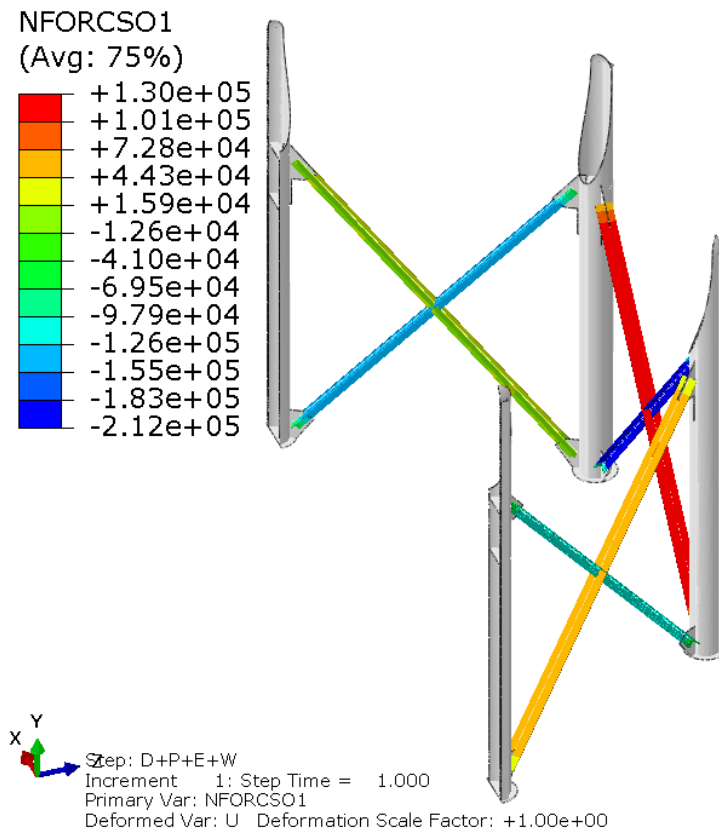 NFORCSO1
(Avg: 75%)
+1.30e+05
+1.01e+05
+7.28e+04
+4.43e+04
+1.59e+04
-1.26e+04
-4.10e+04
-6.95e+04
-9.79e+04
-1.26e+05
-1.55e+05
-1.83e+05
-2.12e+05
Y
X
Z
Step: D+P+E+W
Increment 1: Step Time = 1.000
Primary Var: NFORCSO1
Deformed Var: U Deformation Scale Factor: +1.00e+00